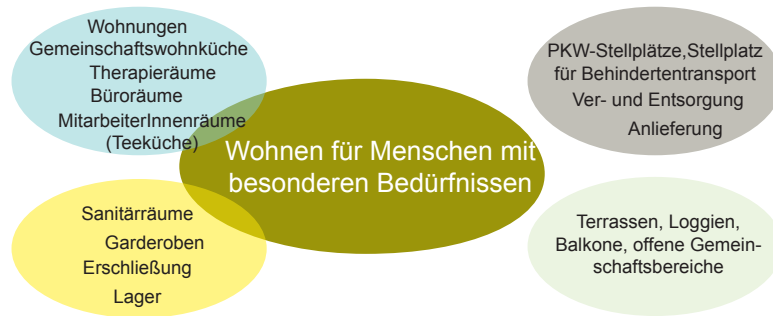 Wohnungen
Gemeinschaftswohnküche
Therapieräume
Büroräume
MitarbeiterInnenräume
(Teeküche)
PKW-Stellplätze,Stellplatz
für Behindertentransport
Ver- und Entsorgung
Anlieferung
Wohnen für Menschen mit
besonderen Bedürfnissen
Sanitärräume
Garderoben
Erschließung
Lager
Terrassen, Loggien,
Balkone, offene Gemein-
schaftsbereiche